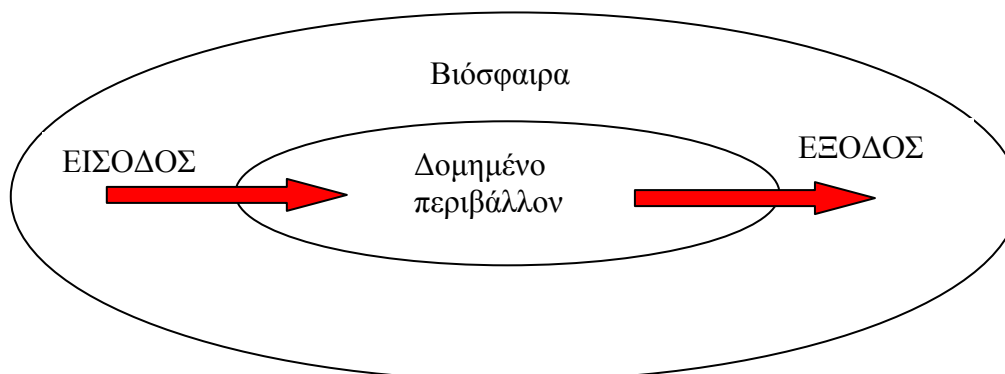 Βιόσφαιρα
ΕΙΣΟΔΟΣ
Δομημένο
περιβάλλον
ΕΞΟΔΟΣ